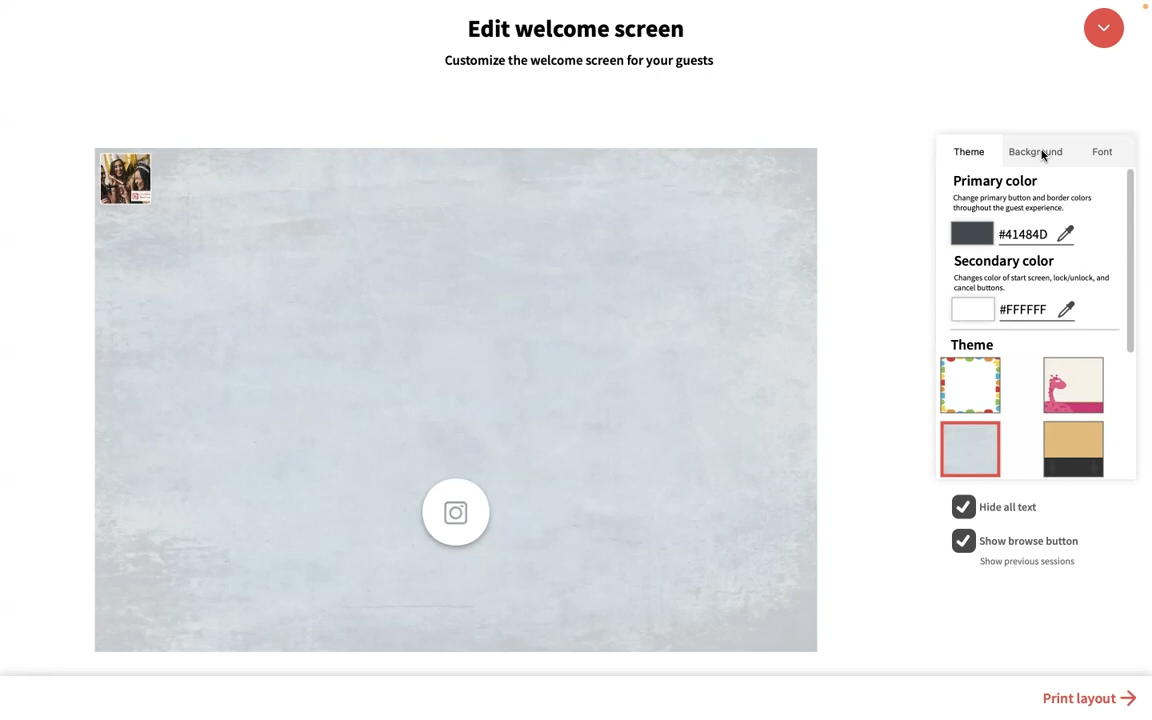 Edit welcome screen
Customize the welcome screen for your guests
Theme
Background
Font
Primary color
Change primary button and border colors
throughout the guest experience.
#41484D
Secondary color
Changes color of start screen, lock/unlock, and
cancel buttons.
#FFFFFF
Theme
Hide all text
Show browse button
Show previous sessions
Print layout